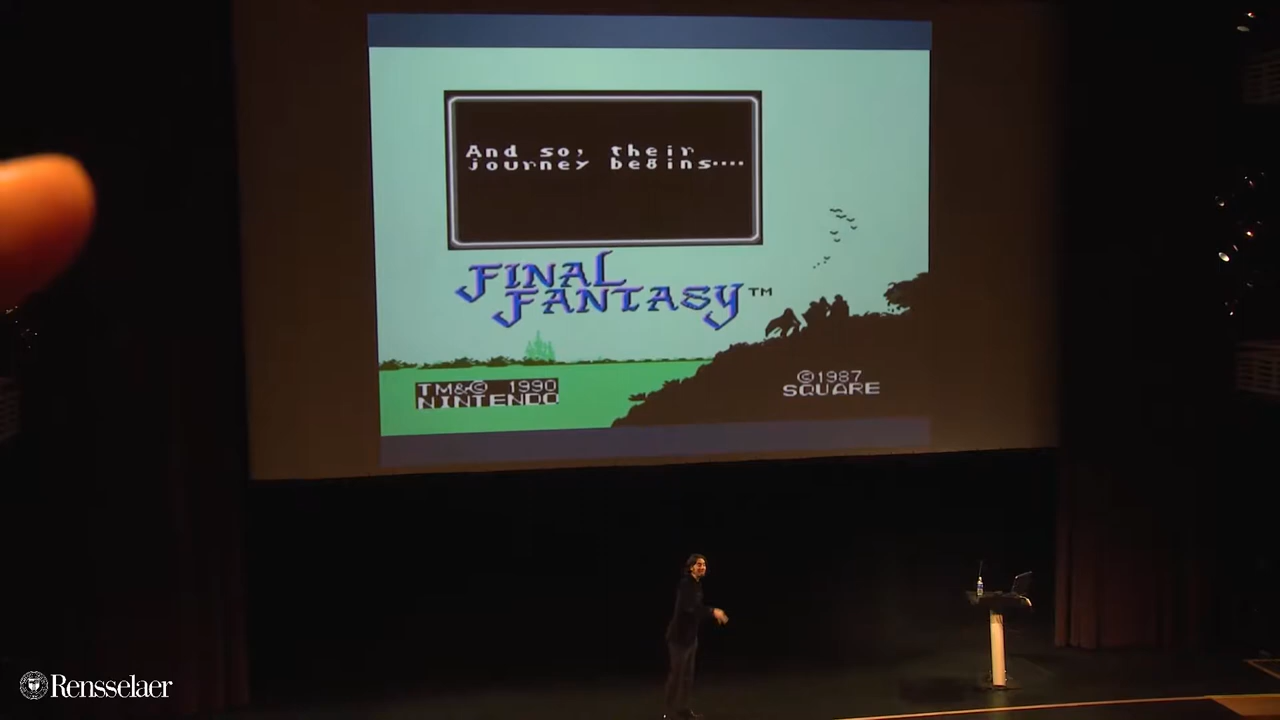 And so, their
journey begins....
FINAL
FANTASY™
TM&© 1990
NINTENDO
©1987
SQUARE
Rensselaer